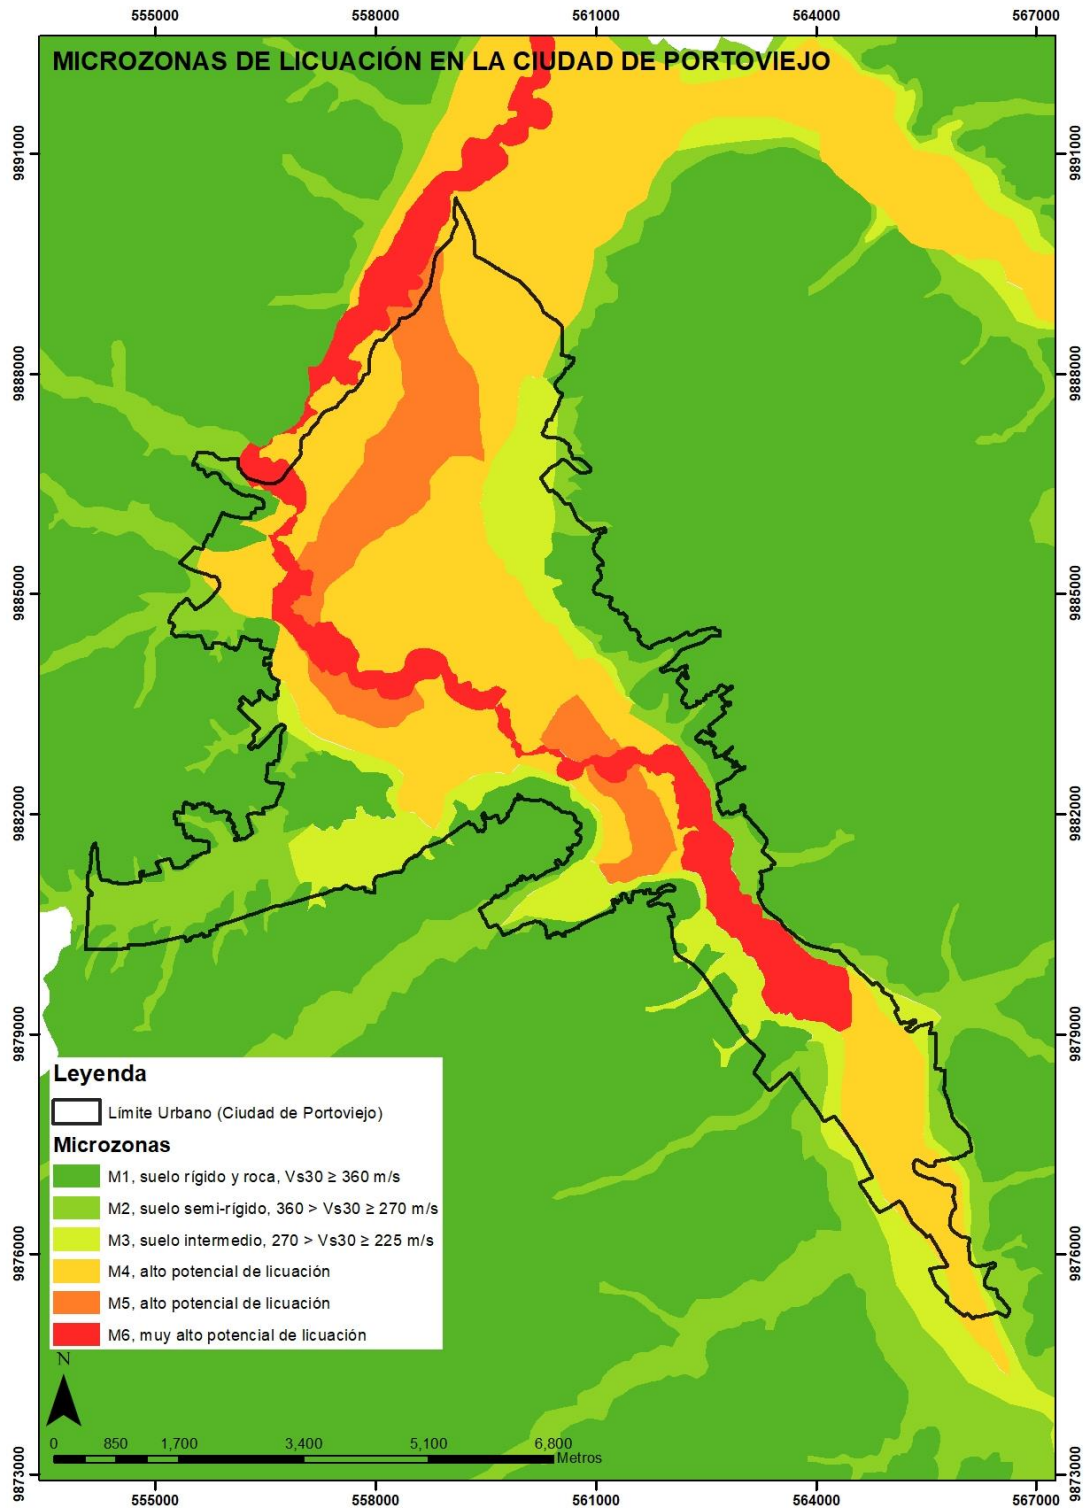 555000 558000 561000 564000 567000
MICROZONAS DE LICUACIÓN EN LA CIUDAD DE PORTOVIEJO
9891000 9891000
9888000 9888000
9885000 9885000
9882000 9882000
9879000 9879000
Leyenda
Límite Urbano (Ciudad de Portoviejo)
Microzonas
M1, suelo rígido y roca, Vs30 ≥ 360 m/s
M2, suelo semi-rígido, 360 > Vs30 ≥ 270 m/s
M3, suelo intermedio, 270 > Vs30 ≥ 225 m/s
9876000 9876000
M4, alto potencial de licuación
M5, alto potencial de licuación
M6, muy alto potencial de licuación
N
0 850 1,700 3,400 5,100 6,800
Metros
9873000 9873000
555000 558000 561000 564000 567000